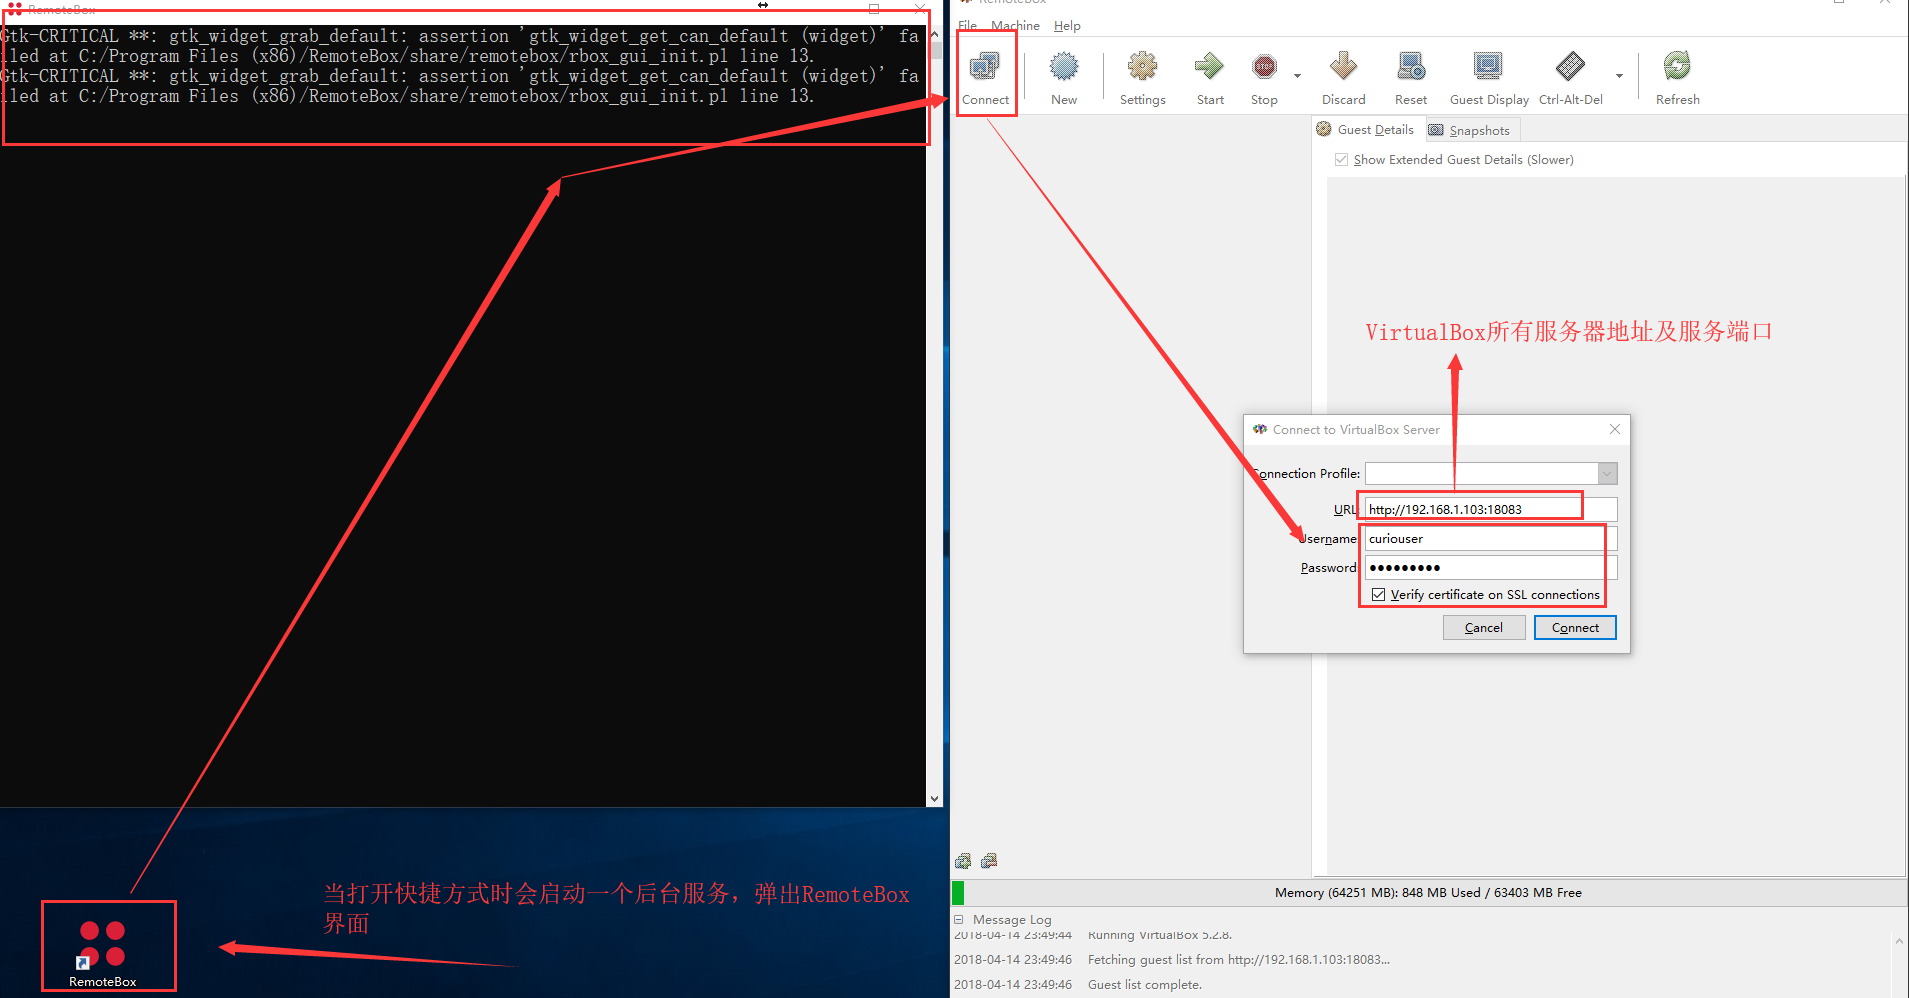 RemoteBox
Gtk-CRITICAL **: gtk_widget_grab_default: assertion 'gtk_widget_get_can_default (widget)' fa
iled at C:/Program Files (x86)/RemoteBox/share/remotebox/rbox_gui_init.pl line 13.
Gtk-CRITICAL **: gtk_widget_grab_default: assertion 'gtk_widget_get_can_default (widget)' fa
iled at C:/Program Files (x86)/RemoteBox/share/remotebox/rbox_gui_init.pl line 13.
当打开快捷方式时会启动一个后台服务，弹出RemoteBox
界面
RemoteBox
RemoteBox
File Machine Help
Connect New Settings Start Stop Discard Reset Guest Display Ctrl-Alt-Del Refresh
STOP
Guest Details Snapshots
Show Extended Guest Details (Slower)
VirtualBox所有服务器地址及服务端口
Connect to VirtualBox Server
Connection Profile:
URL: http://192.168.1.103:18083
Username: curiouser
Password:
Verify certificate on SSL connections
Cancel Connect
Memory (64251 MB): 848 MB Used / 63403 MB Free
Message Log
2018-04-14 23:49:44 Running VirtualBox 5.2.8.
2018-04-14 23:49:46 Fetching guest list from http://192.168.1.103:18083...
2018-04-14 23:49:46 Guest list complete.